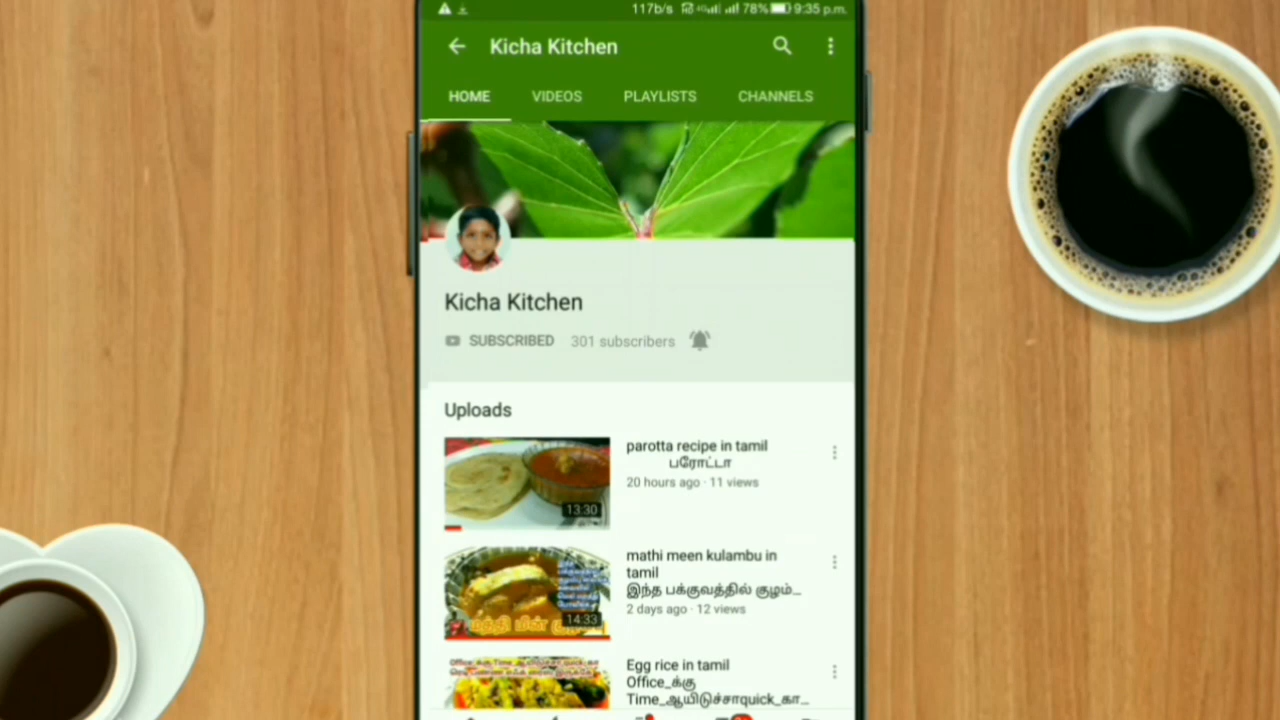 117b/s 4G 78% 9:35 p.m.
Kicha Kitchen
HOME VIDEOS PLAYLISTS CHANNELS
Kicha Kitchen
SUBSCRIBED 301 subscribers
Uploads
parotta recipe in tamil
பரோட்டா
20 hours ago · 11 views
13:30
mathi meen kulambu in
tamil
இந்த பக்குவத்தில் குழம்...
2 days ago · 12 views
14:33
மத்தி மீன்
Egg rice in tamil
Office_க்கு
Time_ஆயிடுச்சாquick_கா...